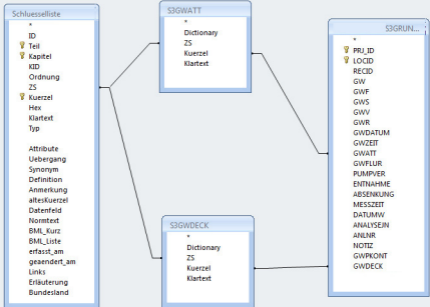 Schluesselliste
*
ID
Teil
Kapitel
KID
Ordnung
ZS
Kuerzel
Hex
Klartext
Typ
Attribute
Uebergang
Synonym
Definition
Anmerkung
altesKuerzel
Datenfeld
Normtext
BML_Kurz
BML_Liste
erfasst_am
geaendert_am
Links
Erläuterung
Bundesland
S3GWATT
*
Dictionary
ZS
Kuerzel
Klartext
S3GWDECK
*
Dictionary
ZS
Kuerzel
Klartext
S3GRUN...
*
PRJ_ID
LOCID
RECID
GW
GWF
GWS
GWV
GWR
GWDATUM
GWZEIT
GWATT
GWFLUR
PUMPVER
ENTNAHME
ABSENKUNG
MESSZEIT
DATUMW
ANALYSEJN
ANLNR
NOTIZ
GWPKONT
GWDECK